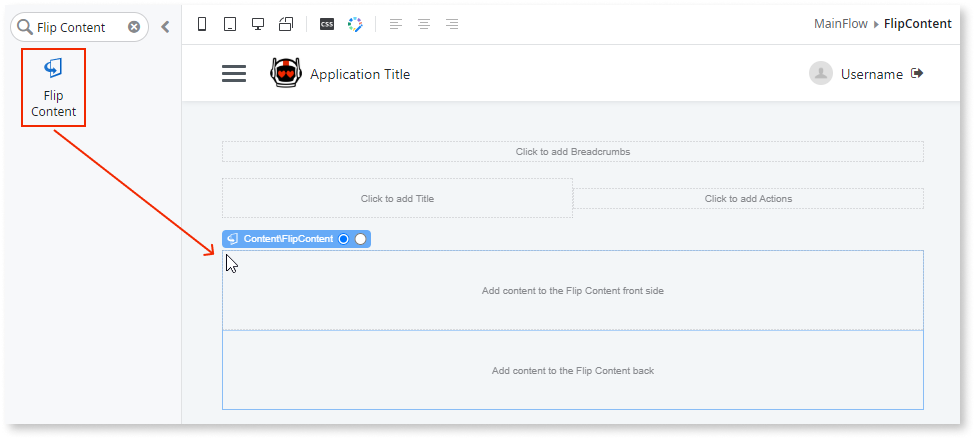 Flip Content
CSS
MainFlow FlipContent
Flip
Content
Application Title
Username
Click to add Breadcrumbs
Click to add Title
Click to add Actions
Content\FlipContent
Add content to the Flip Content front side
Add content to the Flip Content back